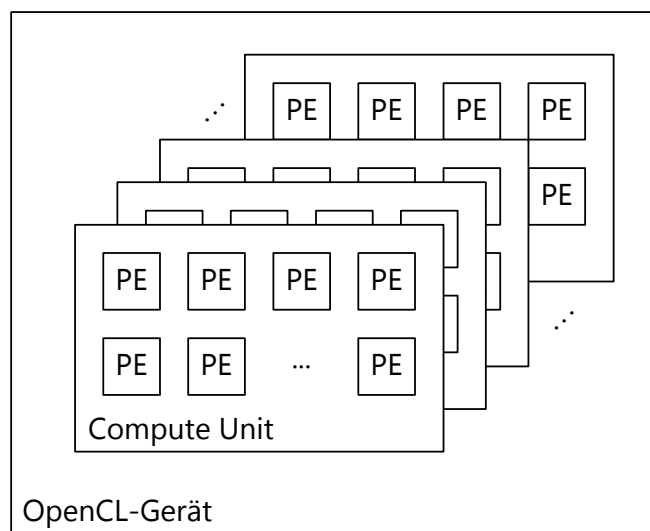 ⋰
PE PE PE PE
PE
PE PE PE PE
PE PE ... PE
⋰
Compute Unit
OpenCL-Gerät